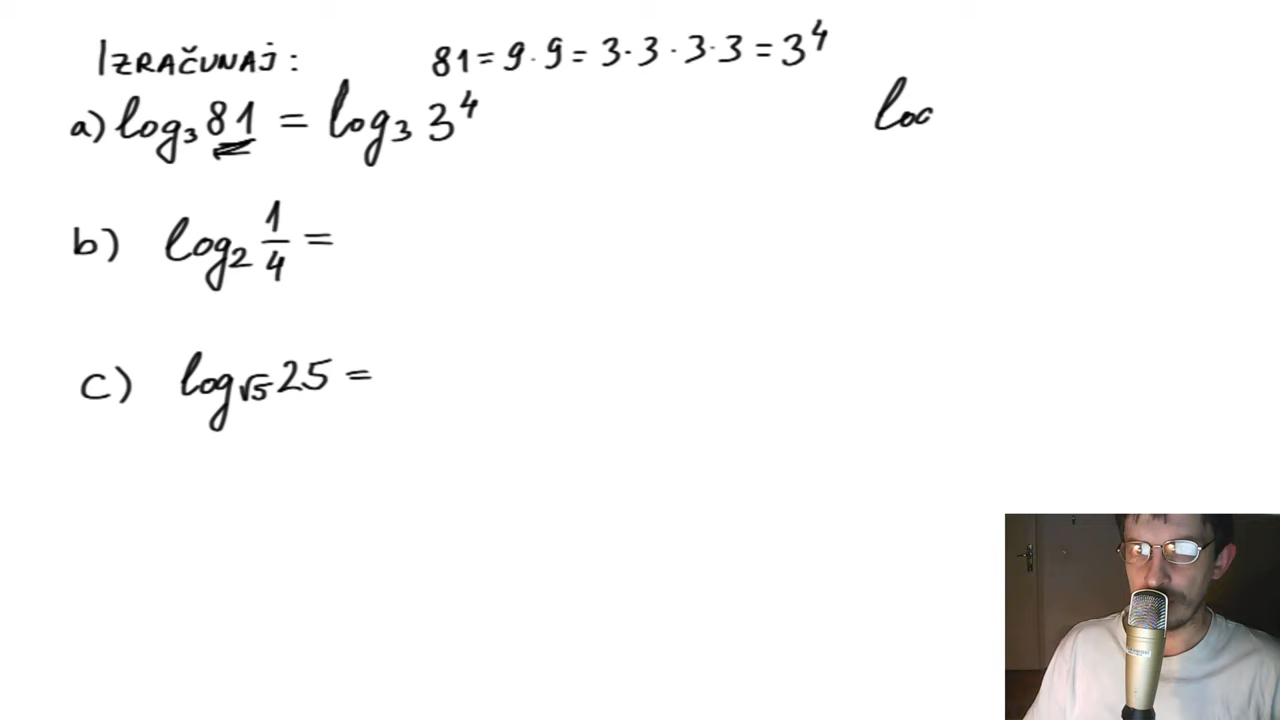 IZRAČUNAJ: 81 = 9·9 = 3·3·3·3 = 3⁴
a) log₃ 81 = log₃ 3⁴ loc
b) log₂ 1/4 =
c) log√5 25 =